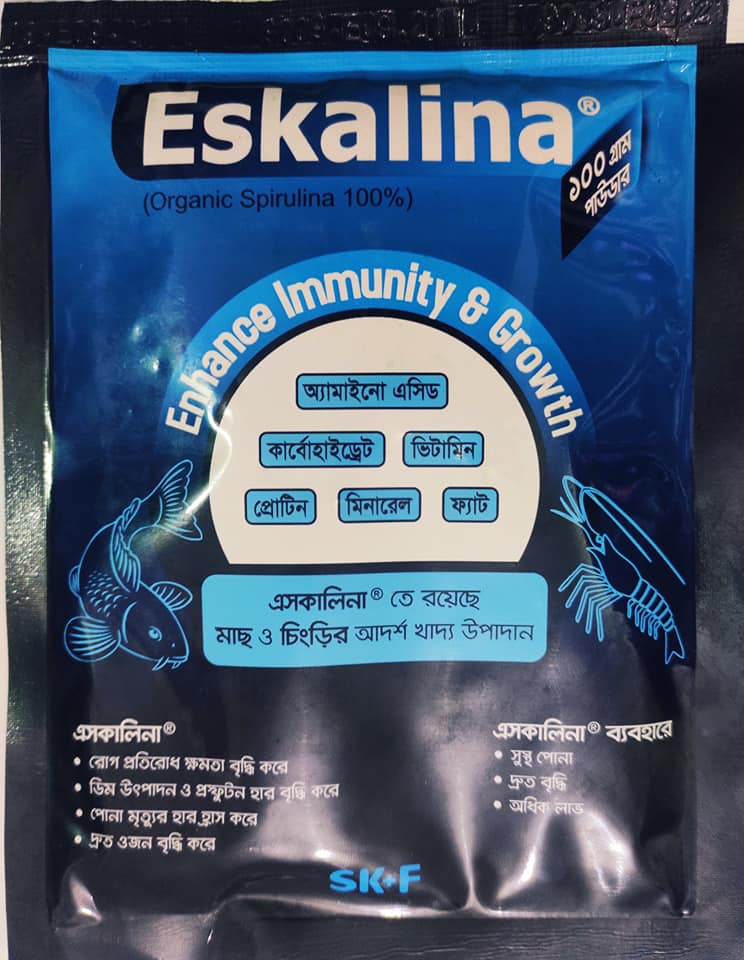 Eskalina®
(Organic Spirulina 100%)
১০০ গ্রাম
পাউডার
Enhance Immunity & Growth
অ্যামাইনো এসিড
কার্বোহাইড্রেট ভিটামিন
প্রোটিন মিনারেল ফ্যাট
এসকালিনা® তে রয়েছে
মাছ ও চিংড়ির আদর্শ খাদ্য উপাদান
এসকালিনা®
• রোগ প্রতিরোধ ক্ষমতা বৃদ্ধি করে
• ডিম উৎপাদন ও প্রস্ফুটন হার বৃদ্ধি করে
• পোনা মৃত্যুর হার হ্রাস করে
• দ্রুত ওজন বৃদ্ধি করে
এসকালিনা® ব্যবহারে
• সুস্থ পোনা
• দ্রুত বৃদ্ধি
• অধিক লাভ
SK+F